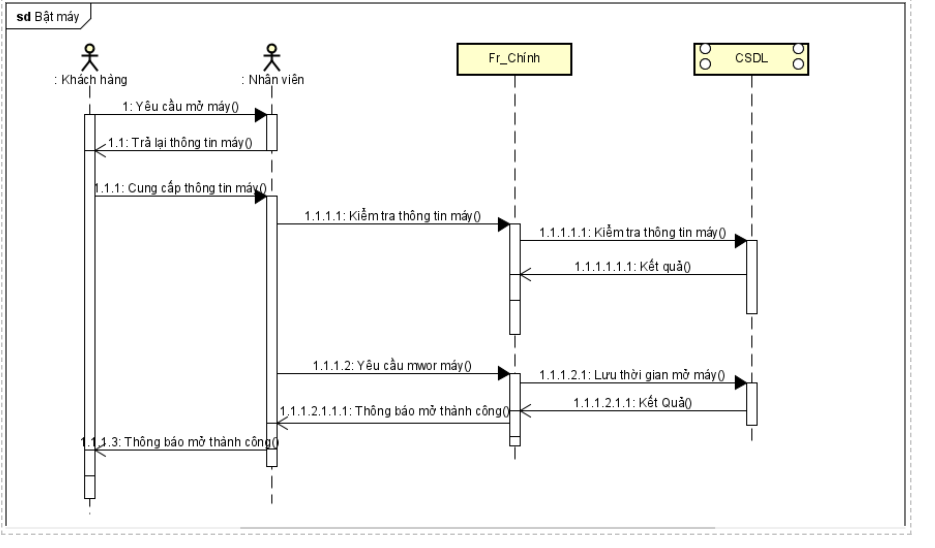 sd Bật máy
: Khách hàng
: Nhân viên
Fr_Chính
CSDL
1: Yêu cầu mở máy()
1.1: Trả lại thông tin máy()
1.1.1: Cung cấp thông tin máy()
1.1.1.1: Kiểm tra thông tin máy()
1.1.1.1.1: Kiểm tra thông tin máy()
1.1.1.1.1.1: Kết quả()
1.1.1.2: Yêu cầu mwor máy()
1.1.1.2.1: Lưu thời gian mở máy()
1.1.1.2.1.1: Kết Quả()
1.1.1.2.1.1.1: Thông báo mở thành công()
1.1.1.3: Thông báo mở thành công()